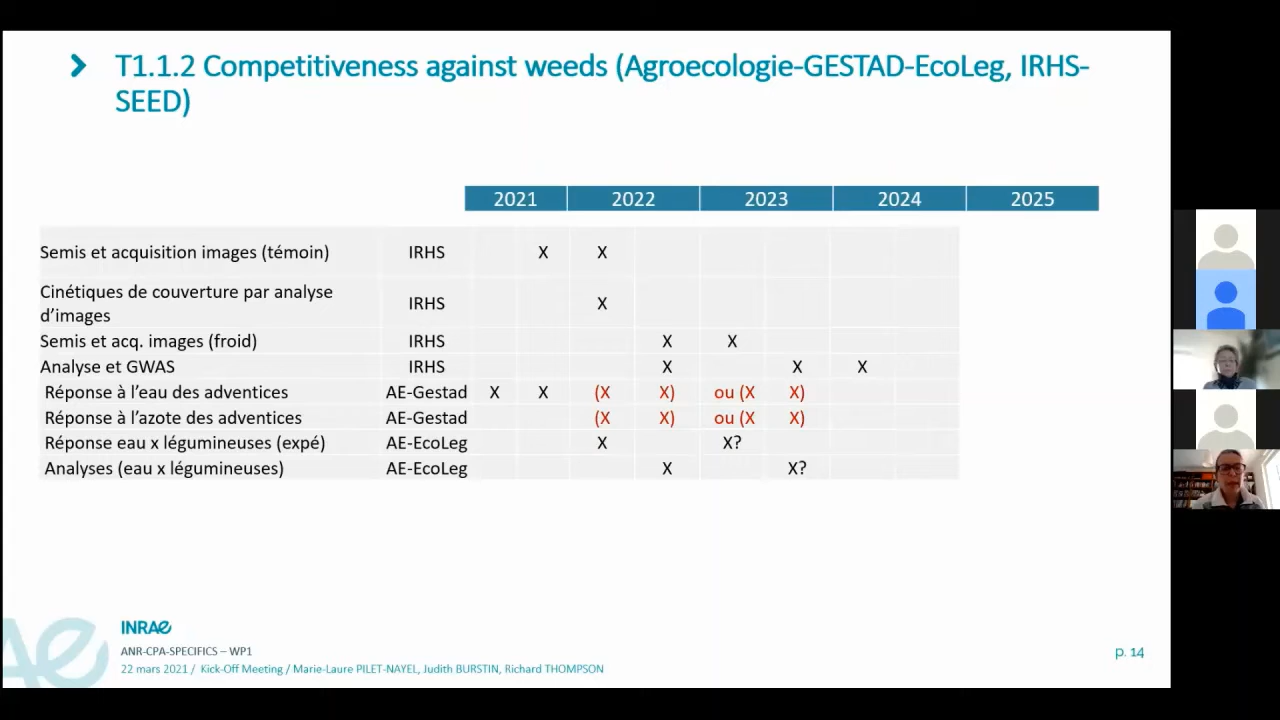 T1.1.2 Competitiveness against weeds (Agroecologie-GESTAD-EcoLeg, IRHS-
SEED)
2021 2022 2023 2024 2025
Semis et acquisition images (témoin) IRHS X X
Cinétiques de couverture par analyse
d'images IRHS X
Semis et acq. images (froid) IRHS X X
Analyse et GWAS IRHS X X X
Réponse à l'eau des adventices AE-Gestad X X (X X) ou (X X)
Réponse à l'azote des adventices AE-Gestad (X X) ou (X X)
Réponse eau x légumineuses (expé) AE-EcoLeg X X?
Analyses (eau x légumineuses) AE-EcoLeg X X?
INRAE
ANR-CPA-SPECIFICS – WP1
22 mars 2021 / Kick-Off Meeting / Marie-Laure PILET-NAYEL, Judith BURSTIN, Richard THOMPSON
p. 14